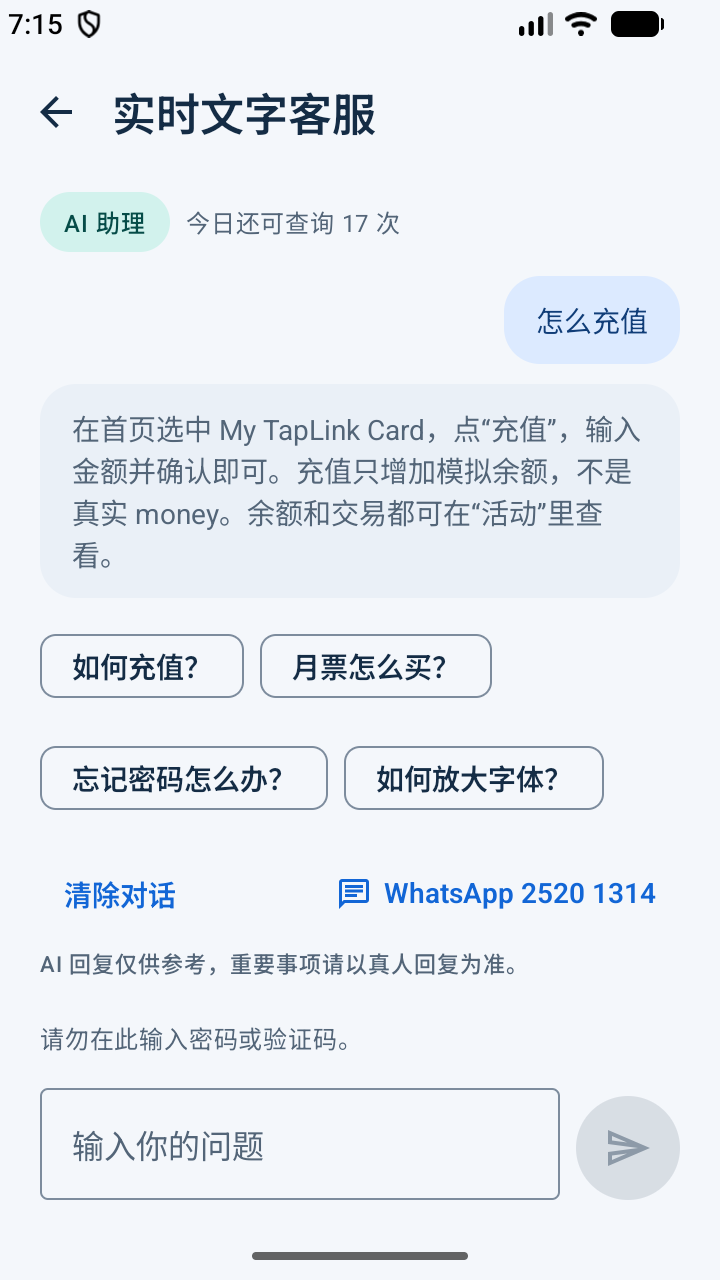 7:15
实时文字客服
AI 助理
今日还可查询 17 次
怎么充值
在首页选中 My TapLink Card，点“充值”，输入
金额并确认即可。充值只增加模拟余额，不是
真实 money。余额和交易都可在“活动”里查
看。
如何充值？
月票怎么买？
忘记密码怎么办？
如何放大字体？
清除对话
WhatsApp 2520 1314
AI 回复仅供参考，重要事项请以真人回复为准。
请勿在此输入密码或验证码。
输入你的问题